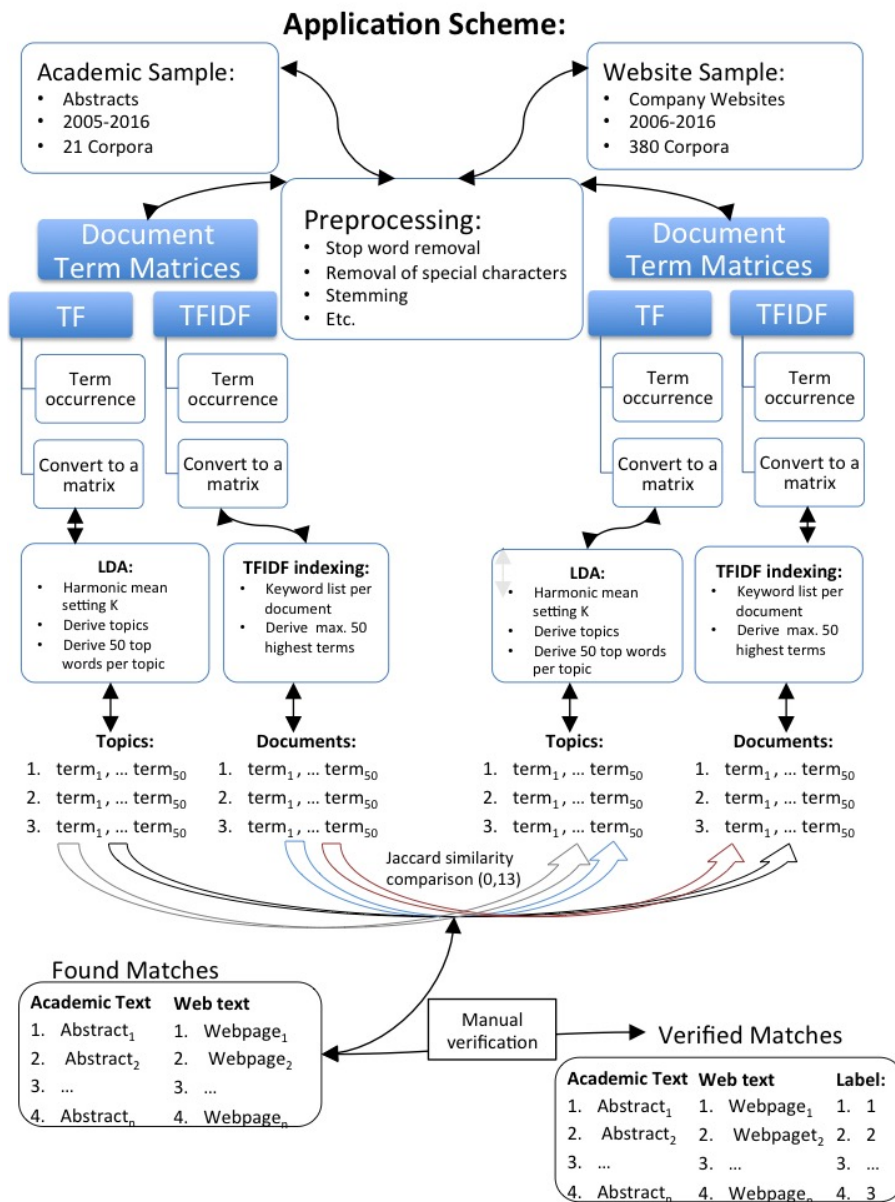 Application Scheme:
Academic Sample:
• Abstracts
• 2005-2016
• 21 Corpora
Website Sample:
• Company Websites
• 2006-2016
• 380 Corpora
Preprocessing:
• Stop word removal
• Removal of special characters
• Stemming
• Etc.
Document
Term Matrices
TF
TFIDF
Term
occurrence
Term
occurrence
Convert to a
matrix
Convert to a
matrix
Document
Term Matrices
TF
TFIDF
Term
occurrence
Term
occurrence
Convert to a
matrix
Convert to a
matrix
LDA:
• Harmonic mean
setting K
• Derive topics
• Derive 50 top
words per topic
TFIDF indexing:
• Keyword list per
document
• Derive max. 50
highest terms
LDA:
• Harmonic mean
setting K
• Derive topics
• Derive 50 top words
per topic
TFIDF indexing:
• Keyword list per
document
• Derive max. 50
highest terms
Topics:
1. term₁ , ... term₅₀
2. term₁ , ... term₅₀
3. term₁ , ... term₅₀
Documents:
1. term₁ , ... term₅₀
2. term₁ , ... term₅₀
3. term₁ , ... term₅₀
Topics:
1. term₁ , ... term₅₀
2. term₁ , ... term₅₀
3. term₁ , ... term₅₀
Documents:
1. term₁ , ... term₅₀
2. term₁ , ... term₅₀
3. term₁ , ... term₅₀
Jaccard similarity
comparison (0,13)
Found Matches
Academic Text Web text
1. Abstract₁ 1. Webpage₁
2. Abstract₂ 2. Webpage₂
3. ... 3. ...
4. Abstractₙ 4. Webpageₙ
Manual
verification
Verified Matches
Academic Text Web text Label:
1. Abstract₁ 1. Webpage₁ 1. 1
2. Abstract₂ 2. Webpaget₂ 2. 2
3. ... 3. ... 3. ...
4. Abstractₙ 4. Webpageₙ 4. 3